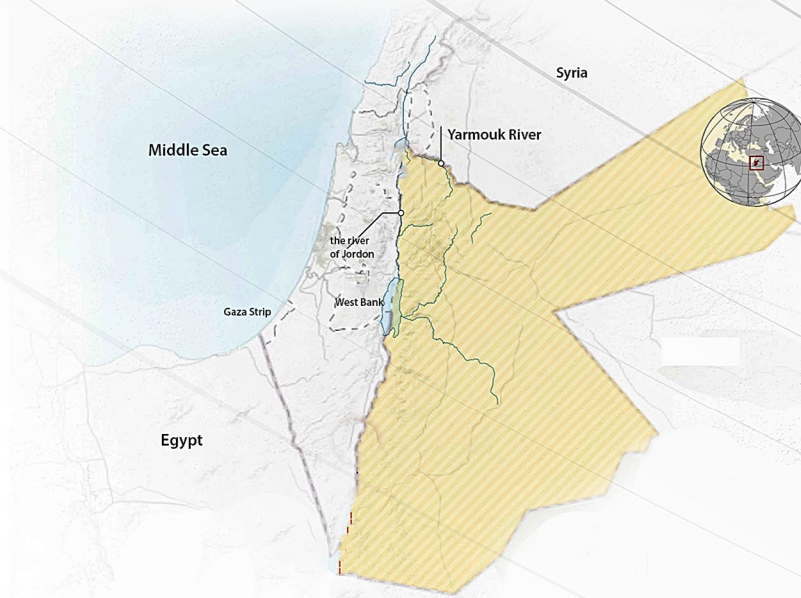 Syria
Yarmouk River
Middle Sea
the river
of Jordon
West Bank
Gaza Strip
Egypt